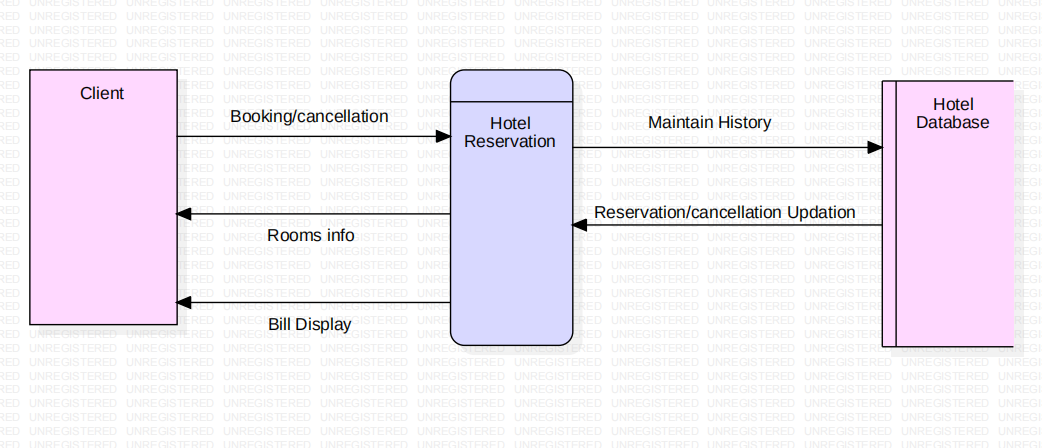 Client
Booking/cancellation
Rooms info
Bill Display
Hotel
Reservation
Maintain History
Reservation/cancellation Updation
Hotel
Database
UNREGISTERED